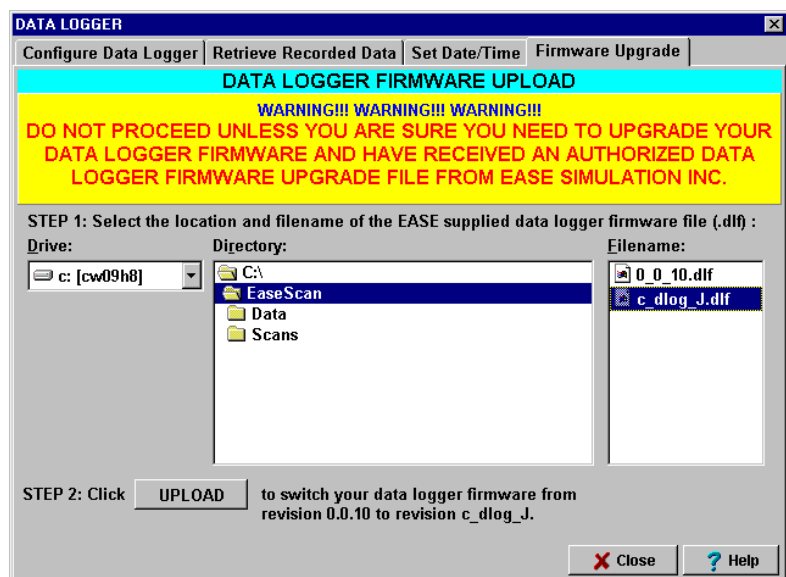 DATA LOGGER
Configure Data Logger Retrieve Recorded Data Set Date/Time Firmware Upgrade
DATA LOGGER FIRMWARE UPLOAD
WARNING!!! WARNING!!! WARNING!!!
DO NOT PROCEED UNLESS YOU ARE SURE YOU NEED TO UPGRADE YOUR
DATA LOGGER FIRMWARE AND HAVE RECEIVED AN AUTHORIZED DATA
LOGGER FIRMWARE UPGRADE FILE FROM EASE SIMULATION INC.
STEP 1: Select the location and filename of the EASE supplied data logger firmware file (.dlf) :
Drive: Directory: Filename:
c: [cw09h8] C:\ 0_0_10.dlf
EaseScan c_dlog_J.dlf
Data
Scans
STEP 2: Click UPLOAD to switch your data logger firmware from
revision 0.0.10 to revision c_dlog_J.
Close Help